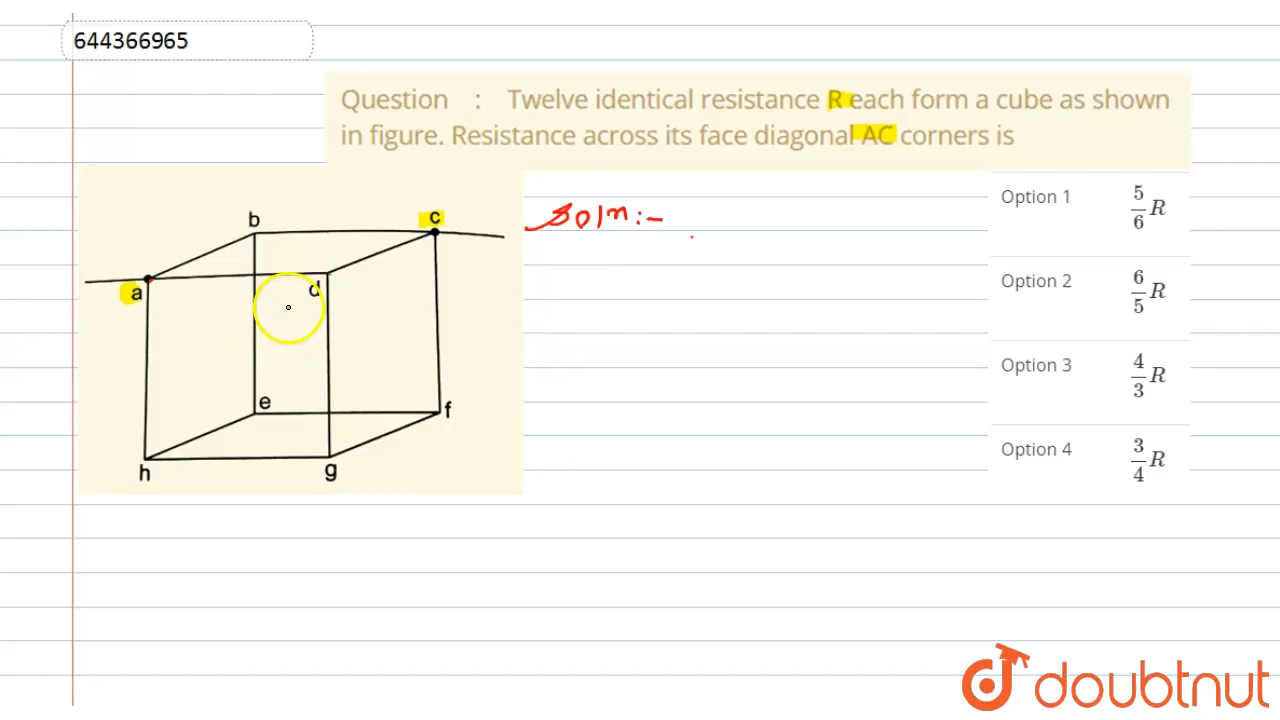 644366965
Question : Twelve identical resistance R each form a cube as shown
in figure. Resistance across its face diagonal AC corners is
Soln:-
Option 1 5/6 R
Option 2 6/5 R
Option 3 4/3 R
Option 4 3/4 R
b
c
a
d
e
f
h
g
doubtnut